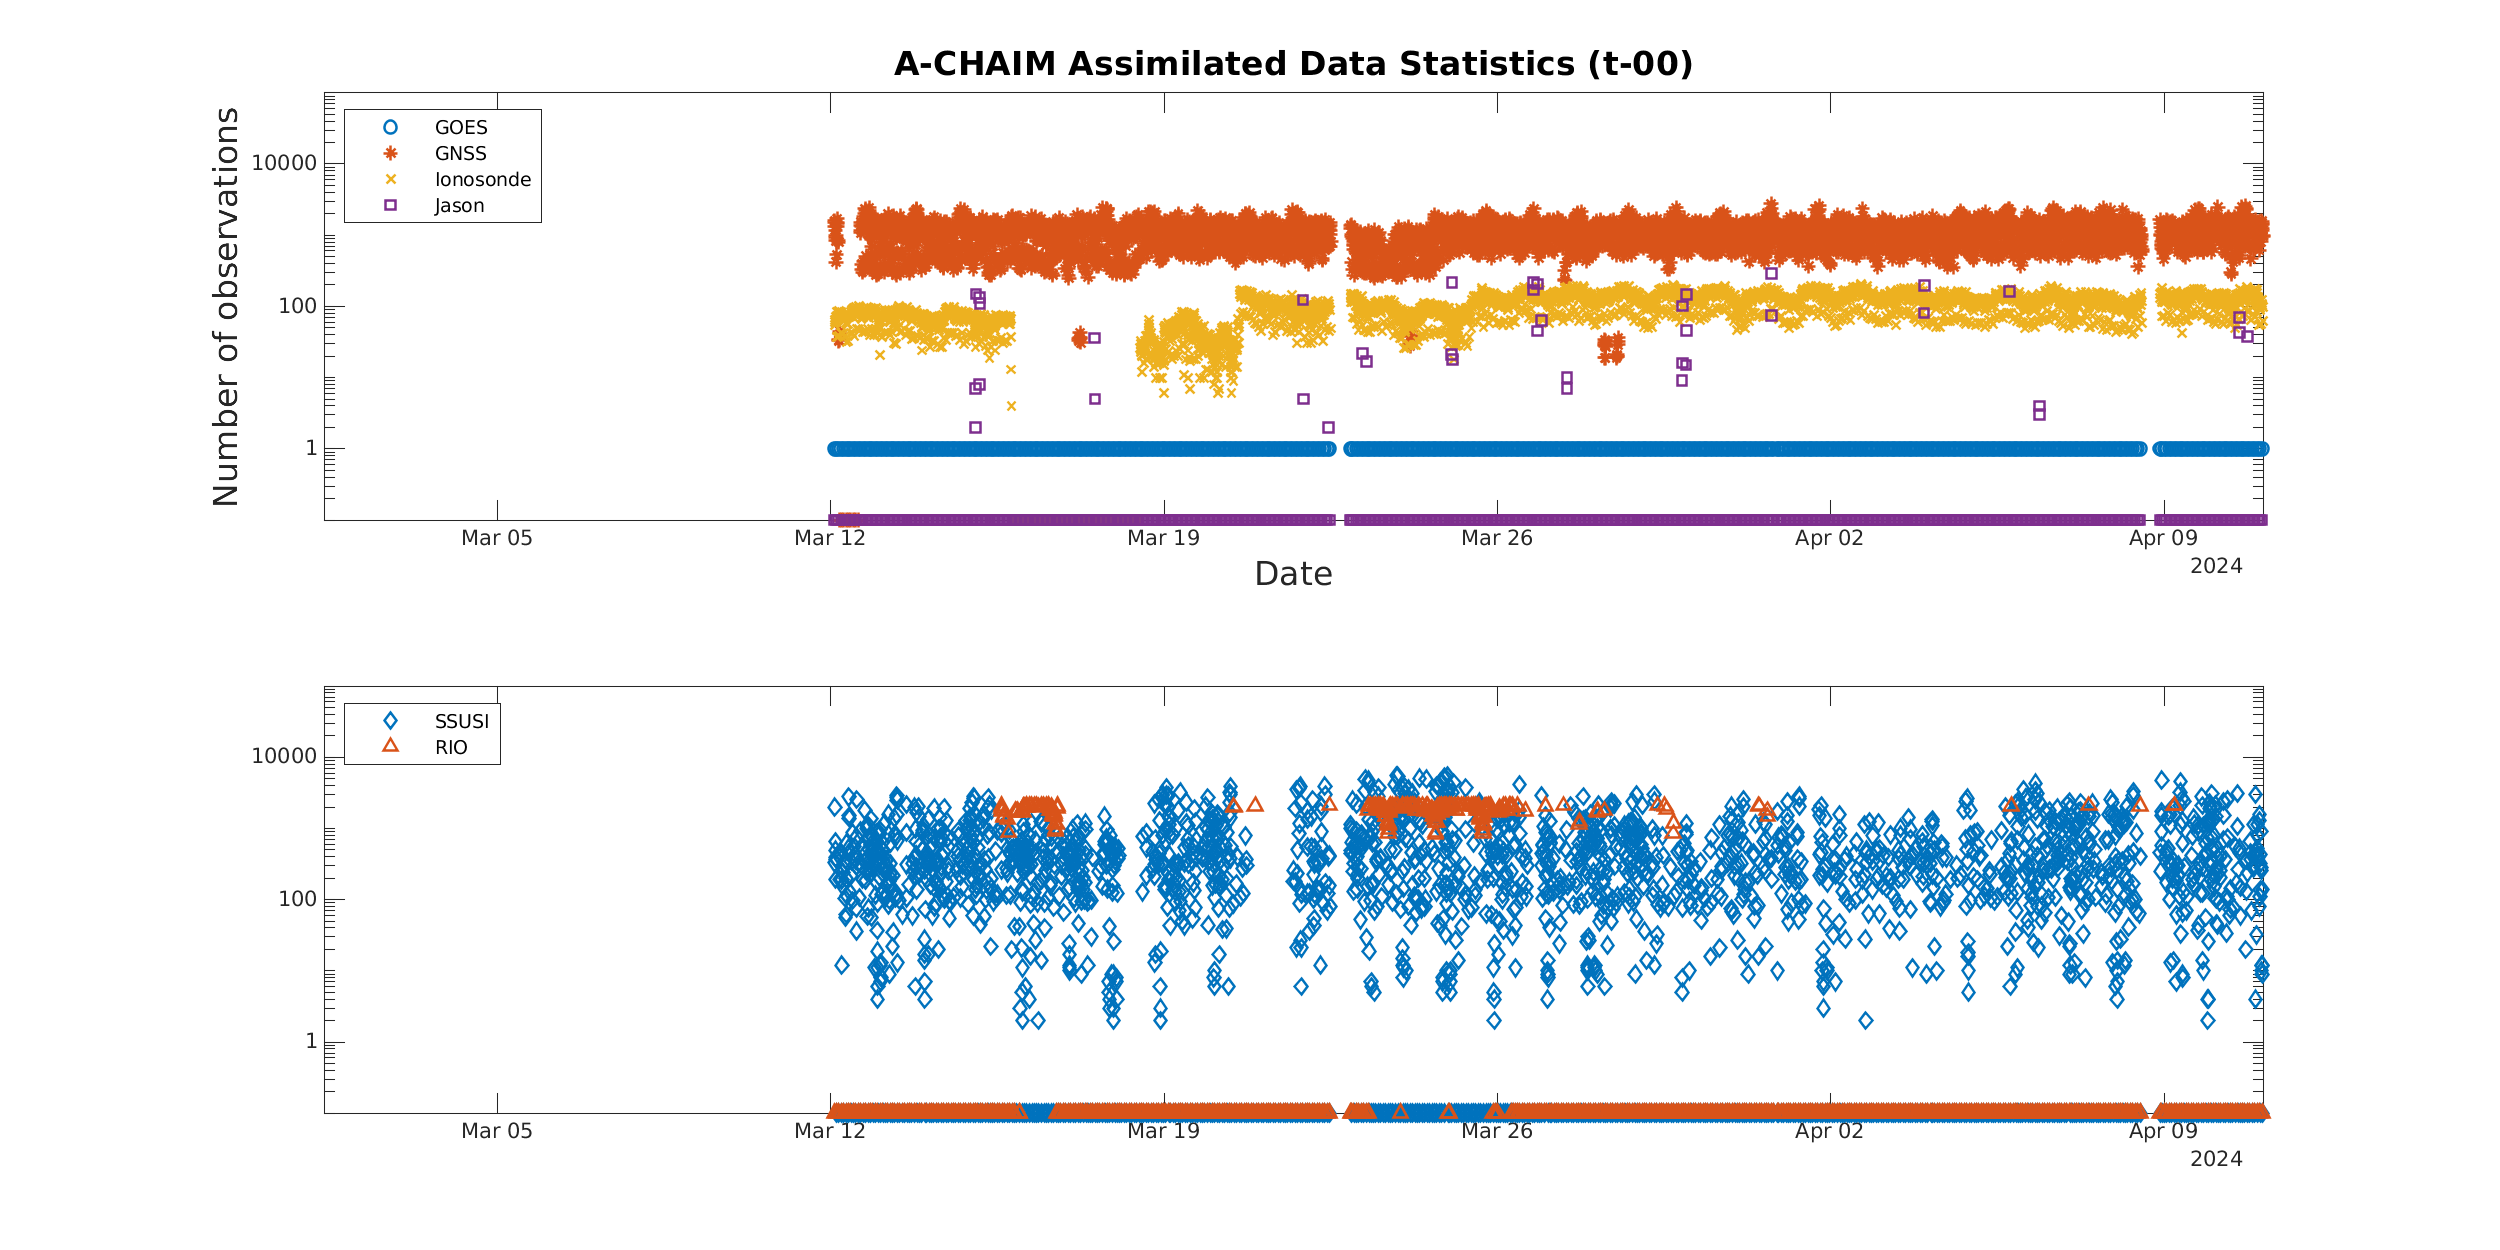 A-CHAIM Assimilated Data Statistics (t-00)
Number of observations
10000
100
1
GOES
GNSS
Ionosonde
Jason
Mar 05
Mar 12
Mar 19
Mar 26
Apr 02
Apr 09
2024
Date
10000
100
1
SSUSI
RIO
Mar 05
Mar 12
Mar 19
Mar 26
Apr 02
Apr 09
2024